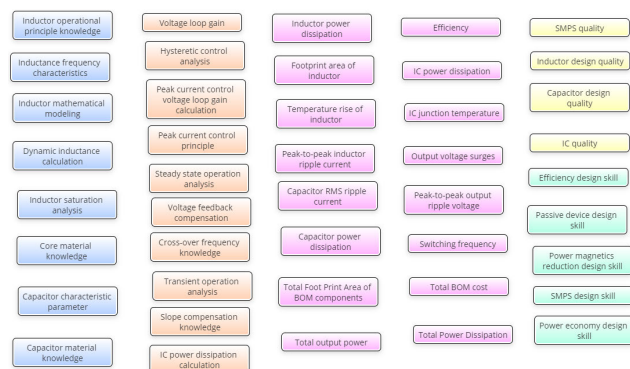 Inductor operational
principle knowledge
Inductance frequency
characteristics
Inductor mathematical
modeling
Dynamic inductance
calculation
Inductor saturation
analysis
Core material
knowledge
Capacitor characteristic
parameter
Capacitor material
knowledge
Voltage loop gain
Hysteretic control
analysis
Peak current control
voltage loop gain
calculation
Peak current control
principle
Steady state operation
analysis
Voltage feedback
compensation
Cross-over frequency
knowledge
Transient operation
analysis
Slope compensation
knowledge
IC power dissipation
calculation
Inductor power
dissipation
Footprint area of
inductor
Temperature rise of
inductor
Peak-to-peak inductor
ripple current
Capacitor RMS ripple
current
Capacitor power
dissipation
Total Foot Print Area of
BOM components
Total output power
Efficiency
IC power dissipation
IC junction temperature
Output voltage surges
Peak-to-peak output
ripple voltage
Switching frequency
Total BOM cost
Total Power Dissipation
SMPS quality
Inductor design quality
Capacitor design
quality
IC quality
Efficiency design skill
Passive device design
skill
Power magnetics
reduction design skill
SMPS design skill
Power economy design
skill